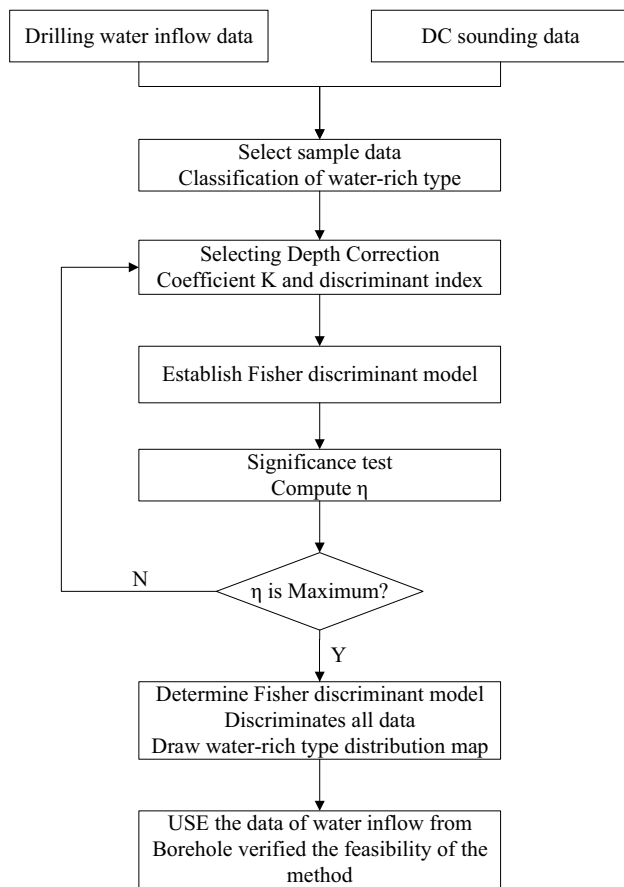 Drilling water inflow data
DC sounding data
Select sample data
Classification of water-rich type
Selecting Depth Correction
Coefficient K and discriminant index
Establish Fisher discriminant model
Significance test
Compute η
η is Maximum?
N
Y
Determine Fisher discriminant model
Discriminates all data
Draw water-rich type distribution map
USE the data of water inflow from
Borehole verified the feasibility of the
method